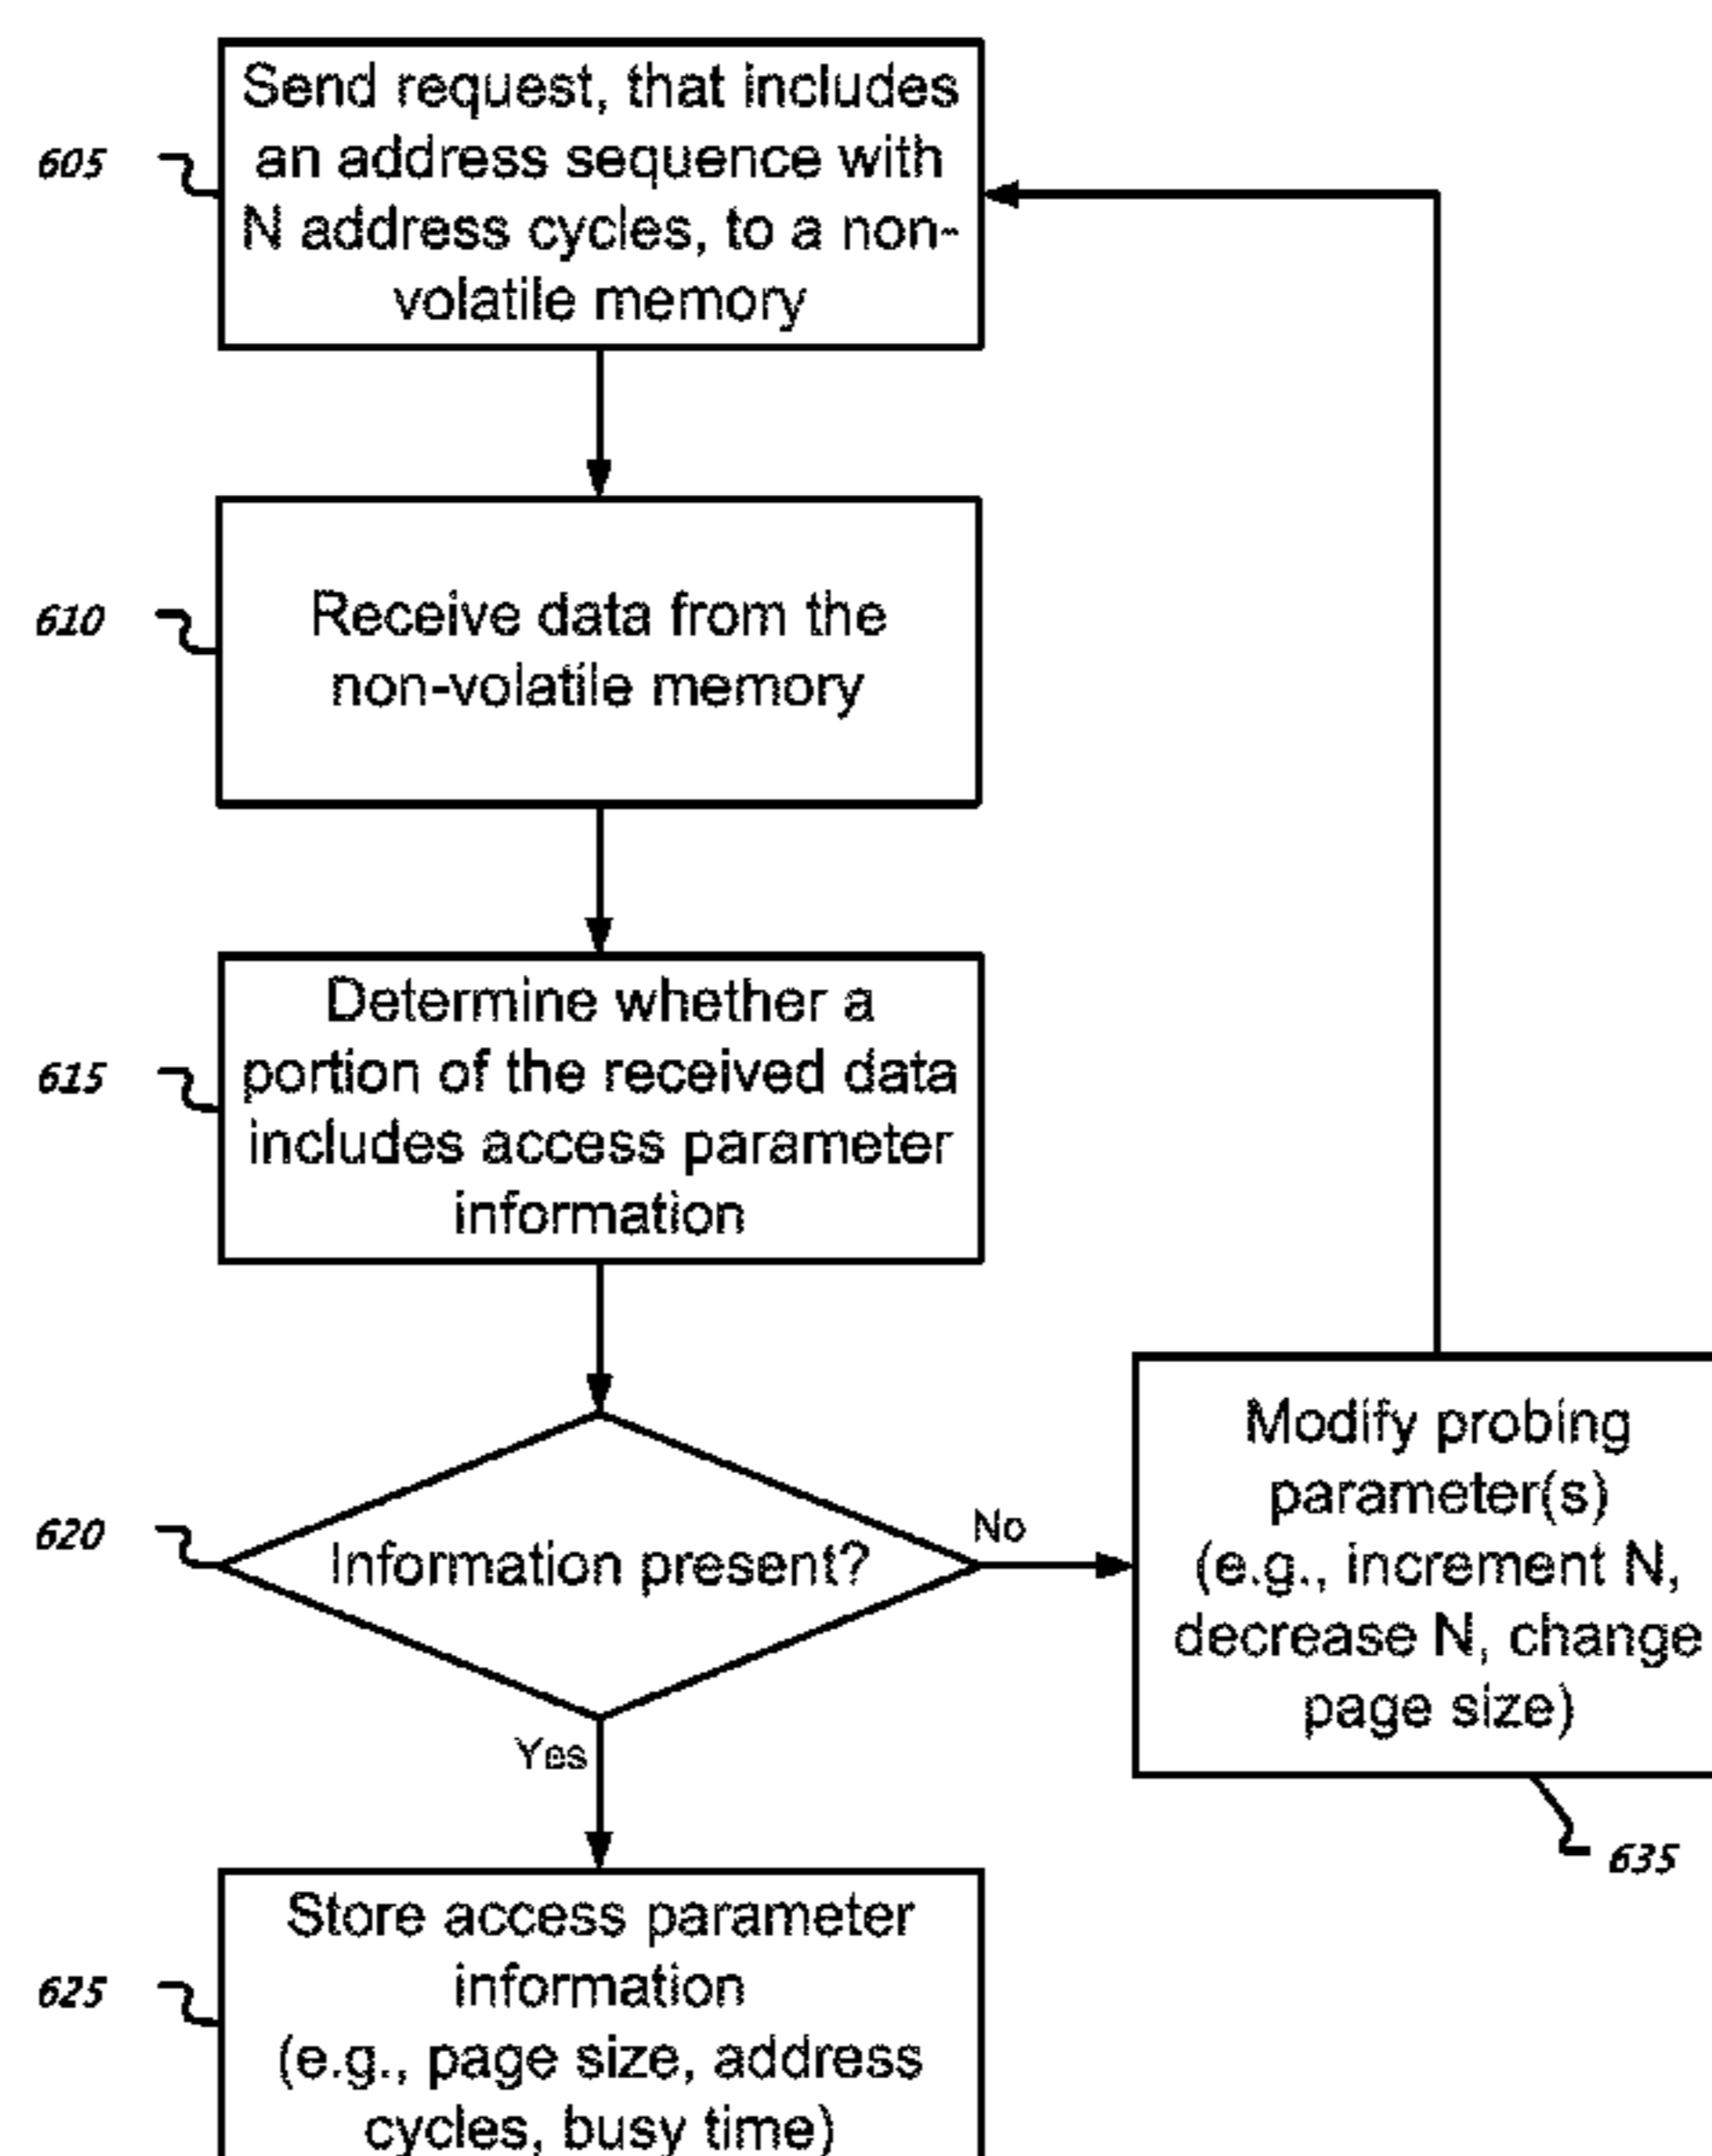 605
Send request, that includes
an address sequence with
N address cycles, to a non-
volatile memory
610
Receive data from the
non-volatile memory
615
Determine whether a
portion of the received data
includes access parameter
information
620
Information present?
No
Yes
Modify probing
parameter(s)
(e.g., increment N,
decrease N, change
page size)
635
625
Store access parameter
information
(e.g., page size, address
cycles, busy time)